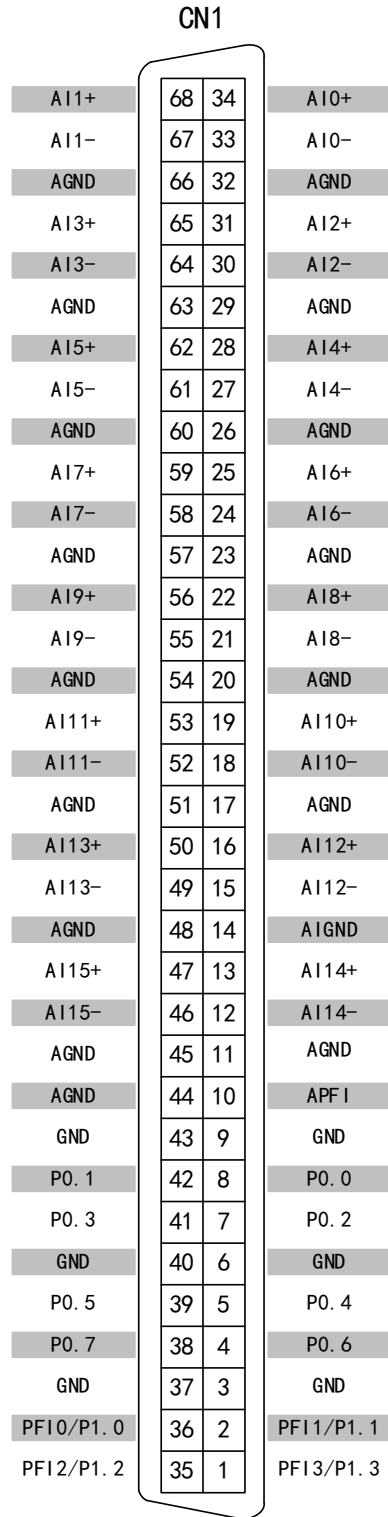 CN1
AI1+ 68 34 AI0+
AI1- 67 33 AI0-
AGND 66 32 AGND
AI3+ 65 31 AI2+
AI3- 64 30 AI2-
AGND 63 29 AGND
AI5+ 62 28 AI4+
AI5- 61 27 AI4-
AGND 60 26 AGND
AI7+ 59 25 AI6+
AI7- 58 24 AI6-
AGND 57 23 AGND
AI9+ 56 22 AI8+
AI9- 55 21 AI8-
AGND 54 20 AGND
AI11+ 53 19 AI10+
AI11- 52 18 AI10-
AGND 51 17 AGND
AI13+ 50 16 AI12+
AI13- 49 15 AI12-
AGND 48 14 AIGND
AI15+ 47 13 AI14+
AI15- 46 12 AI14-
AGND 45 11 AGND
AGND 44 10 APFI
GND 43 9 GND
P0.1 42 8 P0.0
P0.3 41 7 P0.2
GND 40 6 GND
P0.5 39 5 P0.4
P0.7 38 4 P0.6
GND 37 3 GND
PFI0/P1.0 36 2 PFI1/P1.1
PFI2/P1.2 35 1 PFI3/P1.3